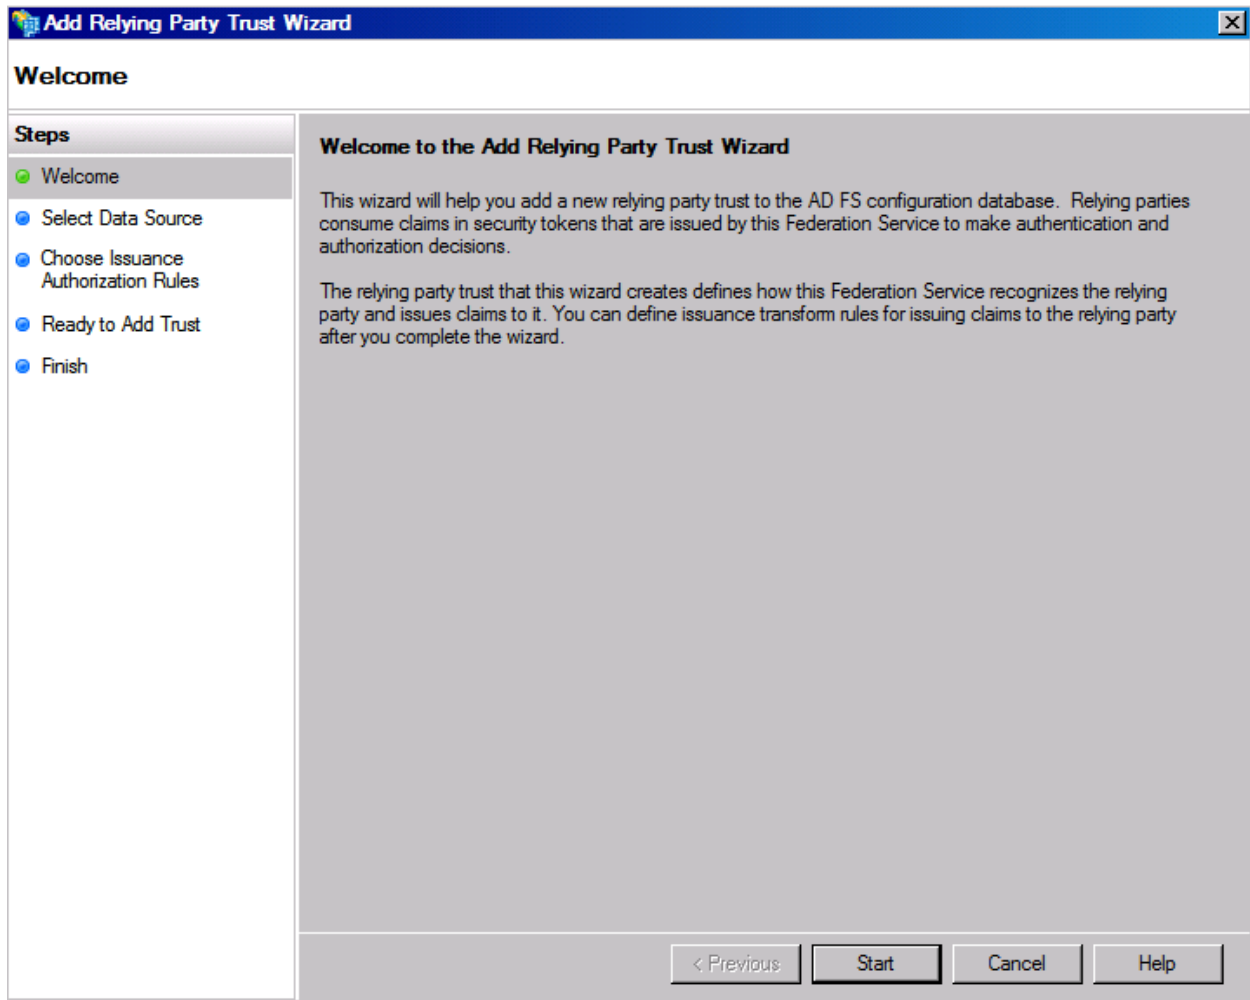 Add Relying Party Trust Wizard
Welcome
Steps
Welcome
Select Data Source
Choose Issuance
Authorization Rules
Ready to Add Trust
Finish
Welcome to the Add Relying Party Trust Wizard
This wizard will help you add a new relying party trust to the AD FS configuration database.  Relying parties
consume claims in security tokens that are issued by this Federation Service to make authentication and
authorization decisions.
The relying party trust that this wizard creates defines how this Federation Service recognizes the relying
party and issues claims to it. You can define issuance transform rules for issuing claims to the relying party
after you complete the wizard.
< Previous
Start
Cancel
Help